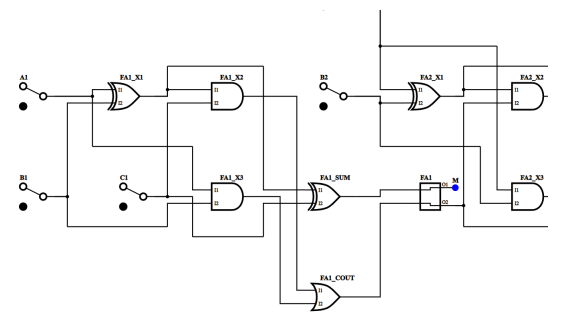 A1
FA1_X1
FA1_X2
B2
FA2_X1
FA2_X2
I1
I2
I1
I2
I1
I2
I1
I2
B1
C1
FA1_X3
FA1_SUM
FA1
M
FA2_X3
I1
I2
I1
I2
O1
O2
I1
I2
FA1_COUT
I1
I2